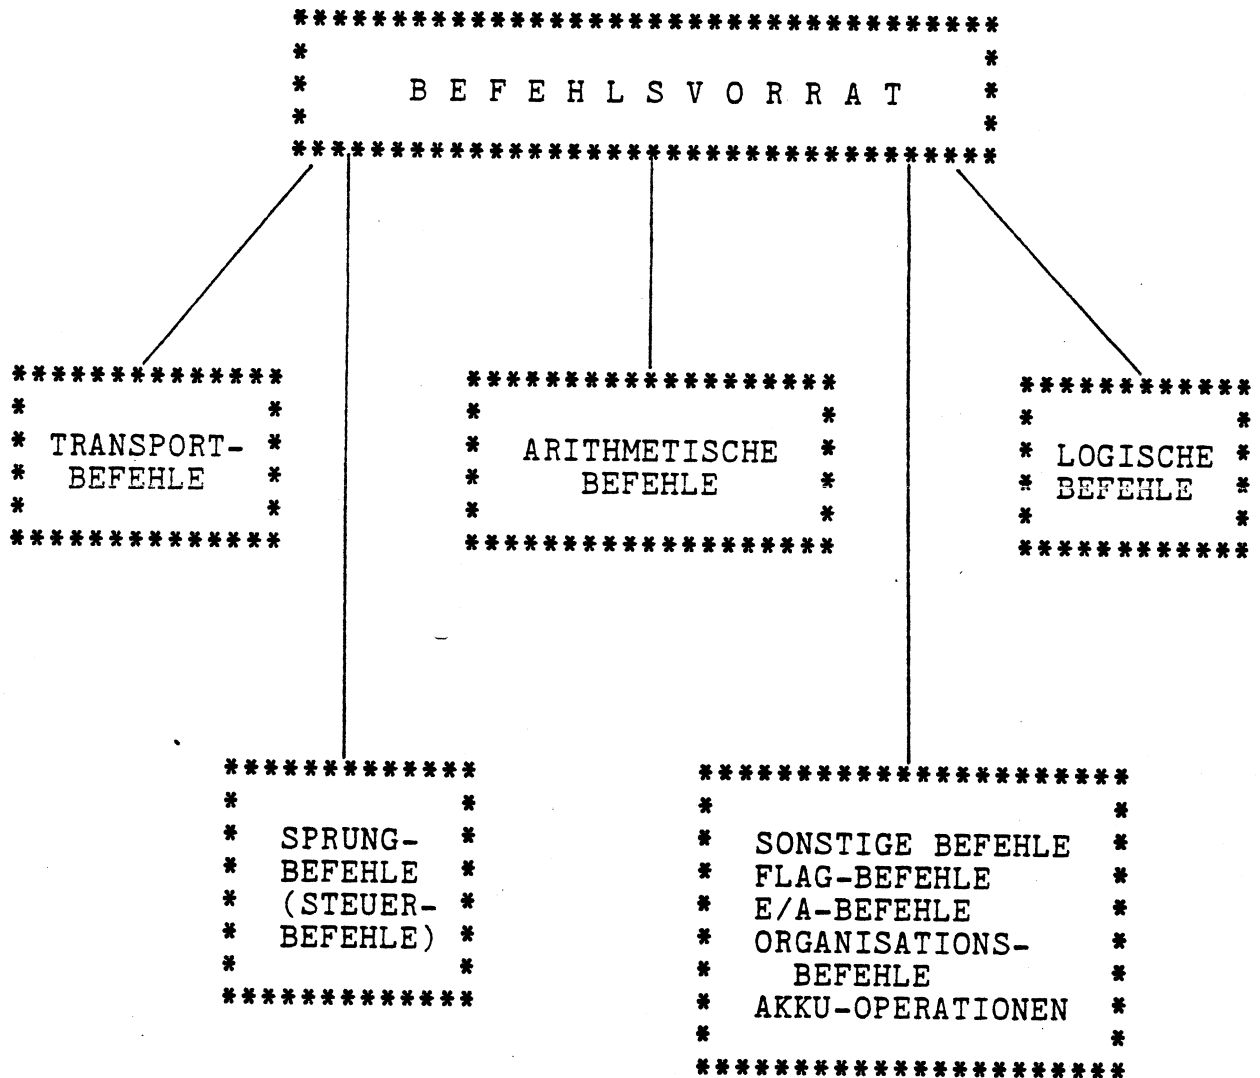 BEFEHLSVORRAT
TRANSPORT-
BEFEHLE
ARITHMETISCHE
BEFEHLE
LOGISCHE
BEFEHLE
SPRUNG-
BEFEHLE
(STEUER-
BEFEHLE)
SONSTIGE BEFEHLE
FLAG-BEFEHLE
E/A-BEFEHLE
ORGANISATIONS-
BEFEHLE
AKKU-OPERATIONEN